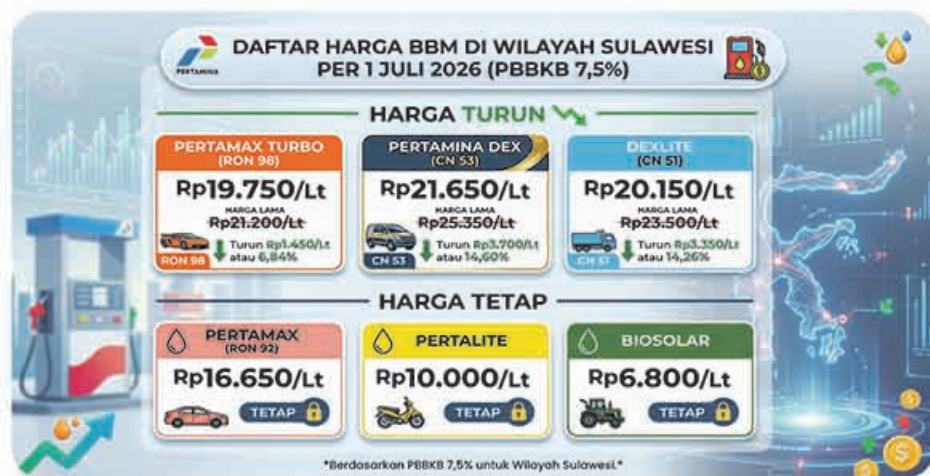 PERTAMINA
DAFTAR HARGA BBM DI WILAYAH SULAWESI
PER 1 JULI 2026 (PBBKB 7,5%)
HARGA TURUN
PERTAMAX TURBO
(RON 98)
Rp19.750/Lt
HARGA LAMA
Rp21.200/Lt
Turun Rp1.450/Lt
atau 6,84%
RON 98
PERTAMINA DEX
(CN 53)
Rp21.650/Lt
HARGA LAMA
Rp25.350/Lt
Turun Rp3.700/Lt
atau 14,60%
CN 53
DEXLITE
(CN 51)
Rp20.150/Lt
HARGA LAMA
Rp23.500/Lt
Turun Rp3.350/Lt
atau 14,26%
CN 51
HARGA TETAP
PERTAMAX
(RON 92)
Rp16.650/Lt
TETAP
PERTALITE
Rp10.000/Lt
TETAP
BIOSOLAR
Rp6.800/Lt
TETAP
*Berdasarkan PBBKB 7,5% untuk Wilayah Sulawesi.*